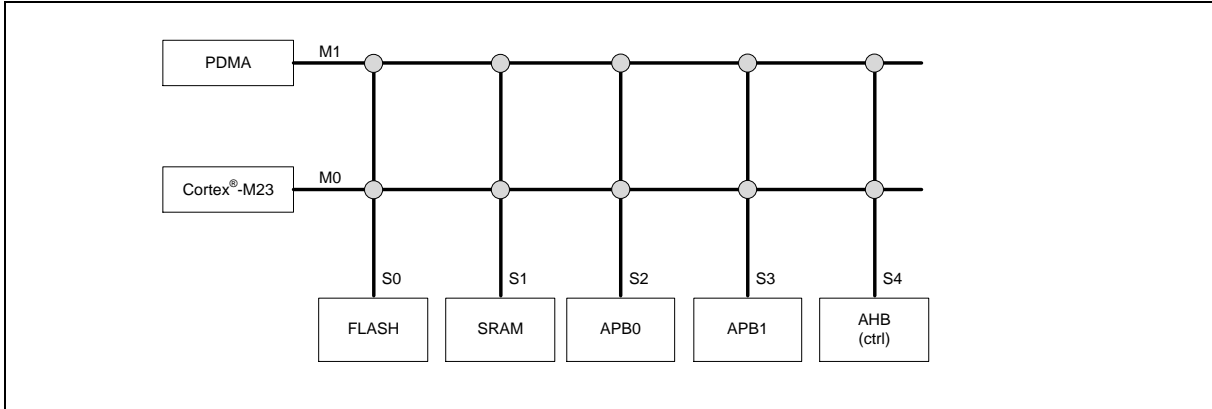 PDMA
M1
Cortex®-M23
M0
S0
S1
S2
S3
S4
FLASH
SRAM
APB0
APB1
AHB
(ctrl)